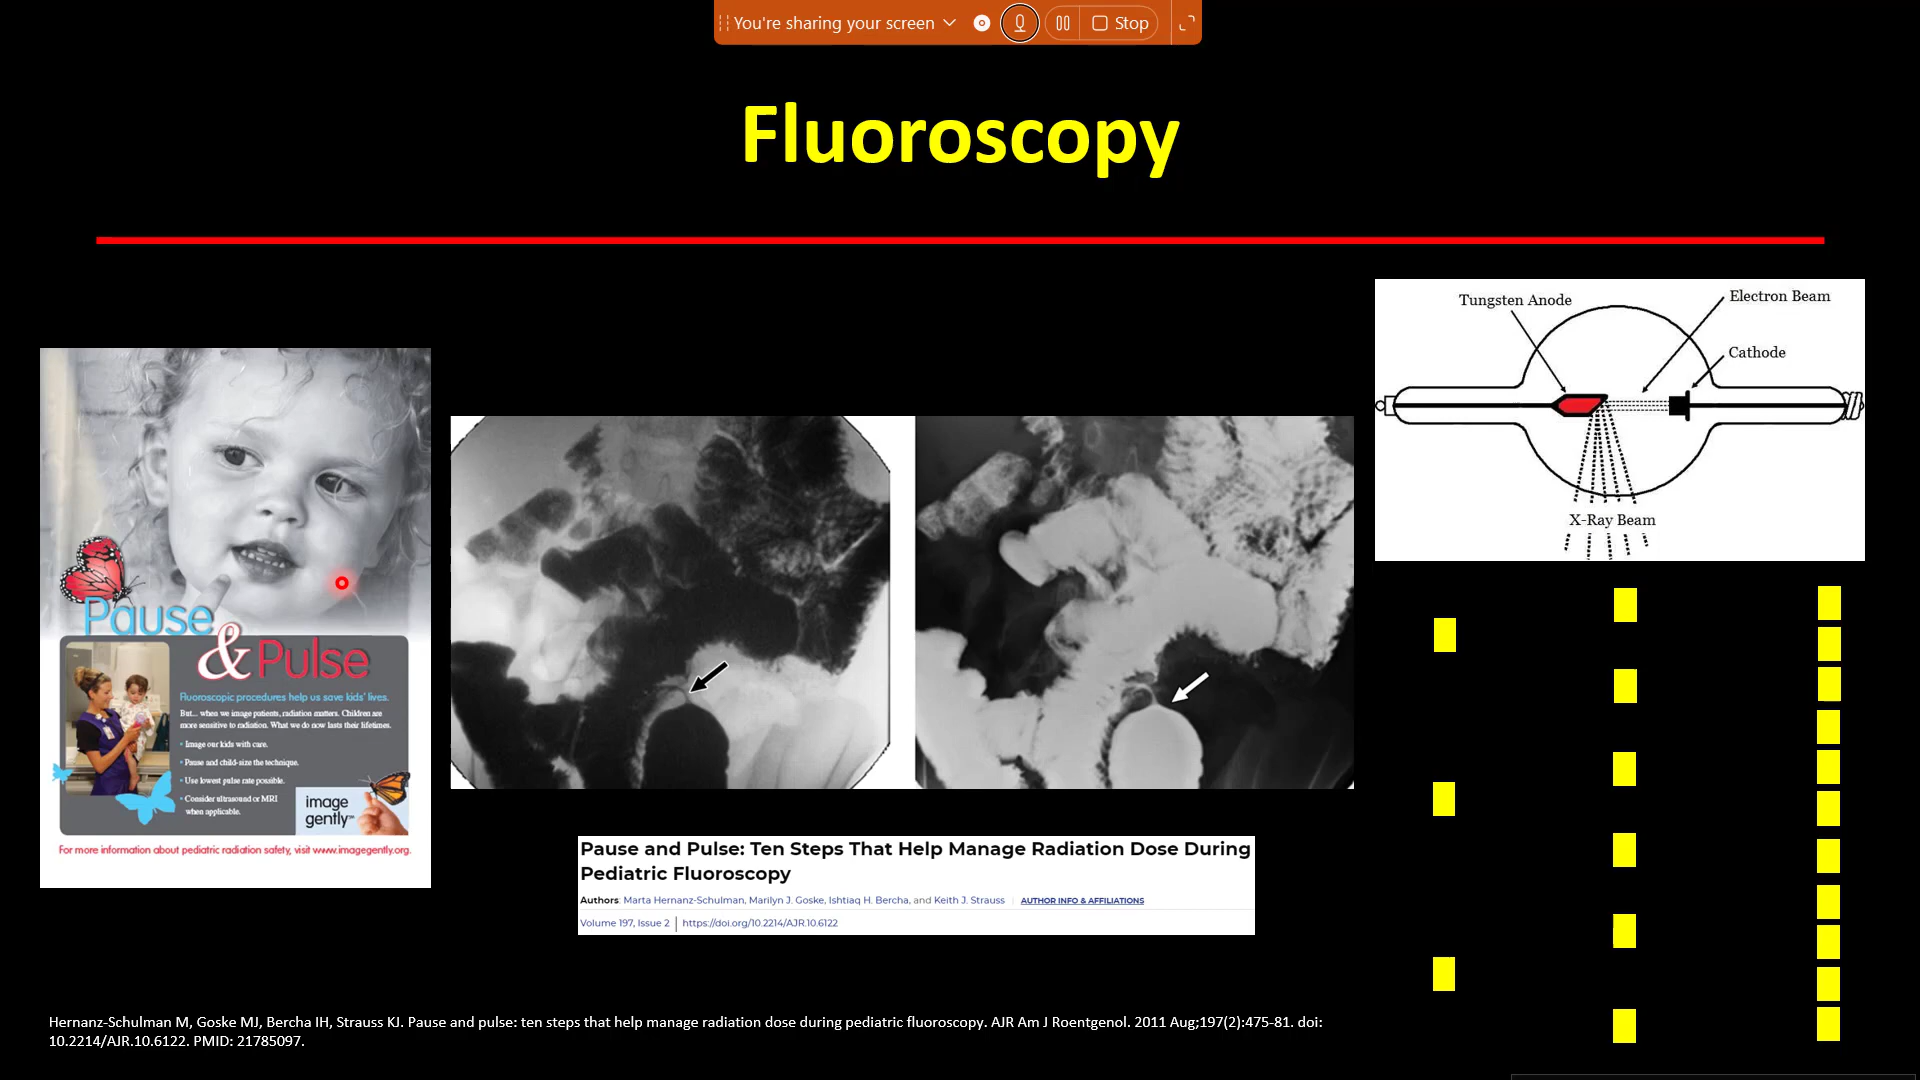 You're sharing your screen
Stop
Fluoroscopy
Pause
& Pulse
Fluoroscopic procedures help us save kids' lives.
But... when we image patients, radiation matters. Children are
more sensitive to radiation. What we do now lasts their lifetimes.
• Image our kids with care.
• Pause and child-size the technique.
• Use lowest pulse rate possible.
• Consider ultrasound or MRI
when applicable.
image
gently℠
For more information about pediatric radiation safety, visit www.imagegently.org.
Tungsten Anode
Electron Beam
Cathode
X-Ray Beam
Pause and Pulse: Ten Steps That Help Manage Radiation Dose During
Pediatric Fluoroscopy
Authors: Marta Hernanz-Schulman, Marilyn J. Goske, Ishtiaq H. Bercha, and Keith J. Strauss | AUTHOR INFO & AFFILIATIONS
Volume 197, Issue 2 | https://doi.org/10.2214/AJR.10.6122
Hernanz-Schulman M, Goske MJ, Bercha IH, Strauss KJ. Pause and pulse: ten steps that help manage radiation dose during pediatric fluoroscopy. AJR Am J Roentgenol. 2011 Aug;197(2):475-81. doi:
10.2214/AJR.10.6122. PMID: 21785097.